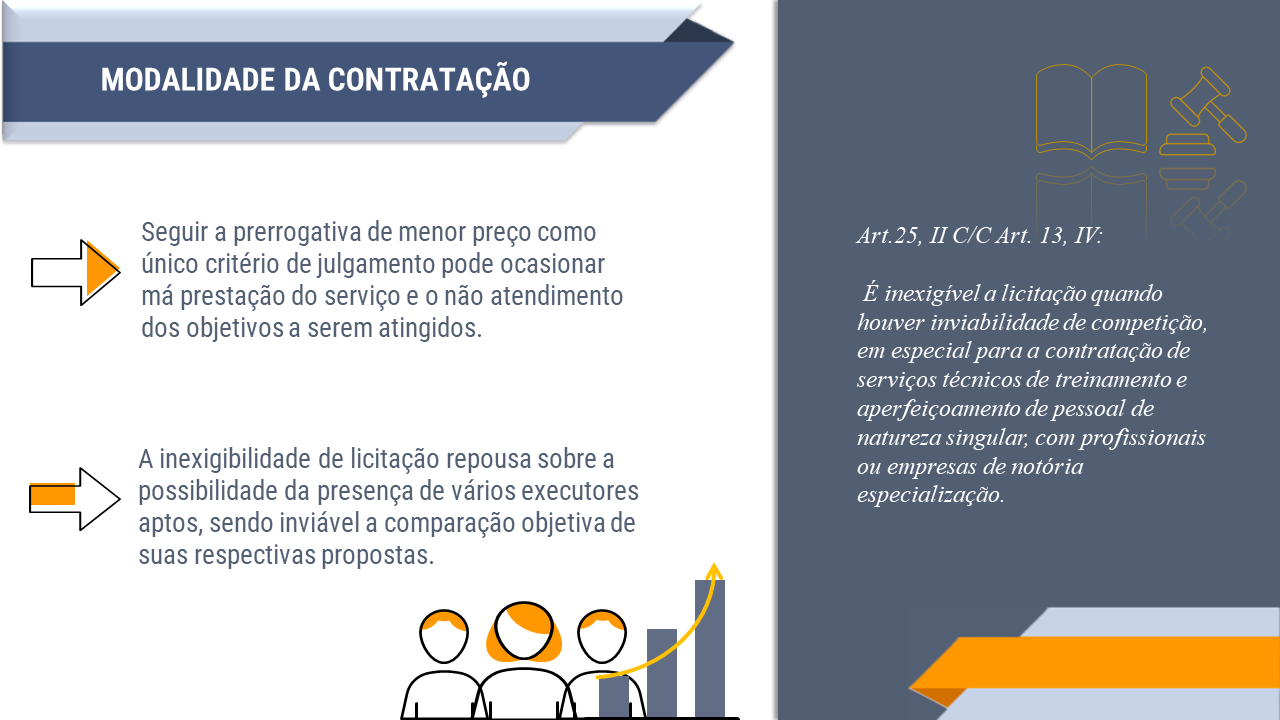 MODALIDADE DA CONTRATAÇÃO
Seguir a prerrogativa de menor preço como
único critério de julgamento pode ocasionar
má prestação do serviço e o não atendimento
dos objetivos a serem atingidos.
A inexigibilidade de licitação repousa sobre a
possibilidade da presença de vários executores
aptos, sendo inviável a comparação objetiva de
suas respectivas propostas.
Art.25, II C/C Art. 13, IV:
É inexigível a licitação quando
houver inviabilidade de competição,
em especial para a contratação de
serviços técnicos de treinamento e
aperfeiçoamento de pessoal de
natureza singular, com profissionais
ou empresas de notória
especialização.